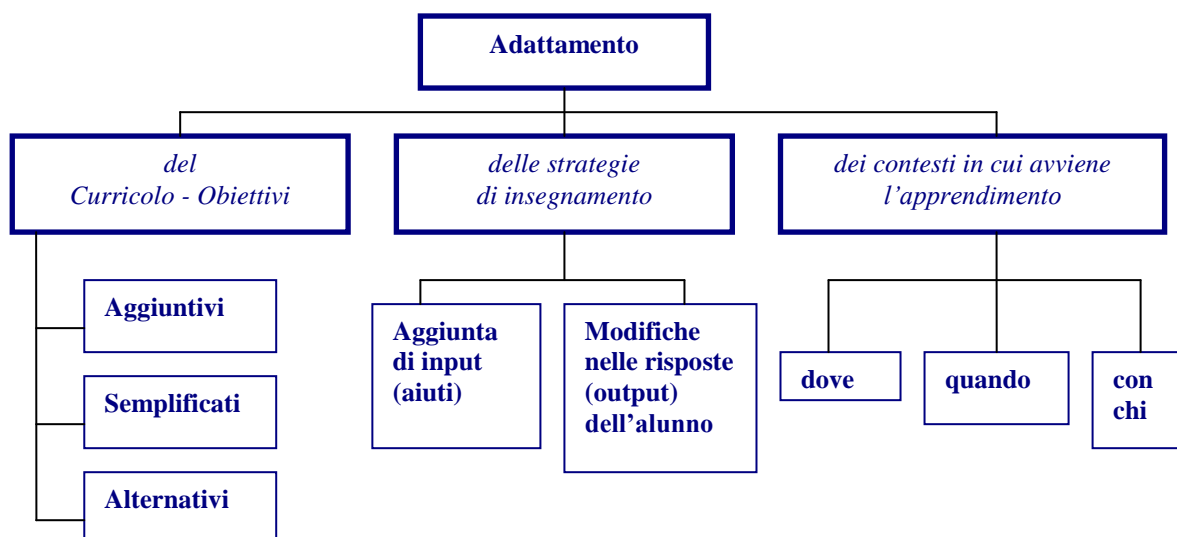 Adattamento
del
Curricolo - Obiettivi
delle strategie
di insegnamento
dei contesti in cui avviene
l’apprendimento
Aggiuntivi
Semplificati
Alternativi
Aggiunta
di input
(aiuti)
Modifiche
nelle risposte
(output)
dell’alunno
dove
quando
con
chi